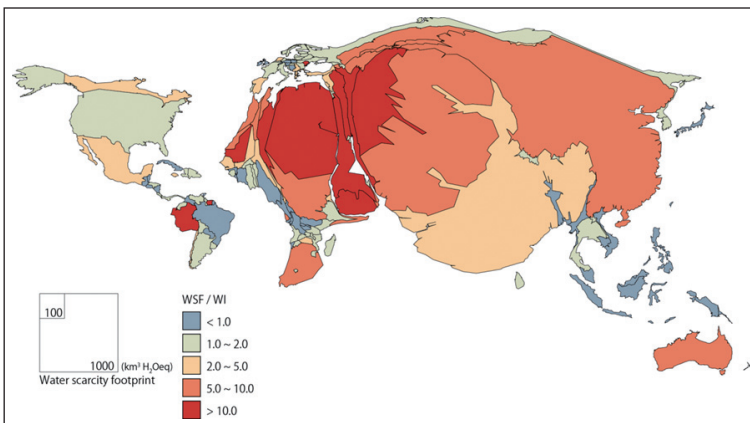 100
1000 (km³ H₂Oeq)
Water scarcity footprint
WSF / WI
< 1.0
1.0 ~ 2.0
2.0 ~ 5.0
5.0 ~ 10.0
> 10.0